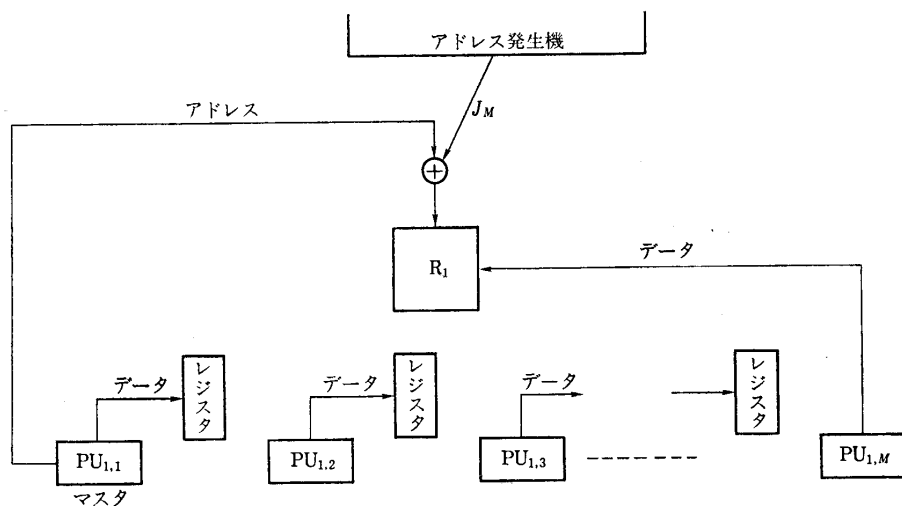 アドレス発生機
アドレス
J_M
+
R₁
データ
データ
レジスタ
データ
レジスタ
データ
レジスタ
PU₁,₁
マスタ
PU₁,₂
PU₁,₃
PU₁,M